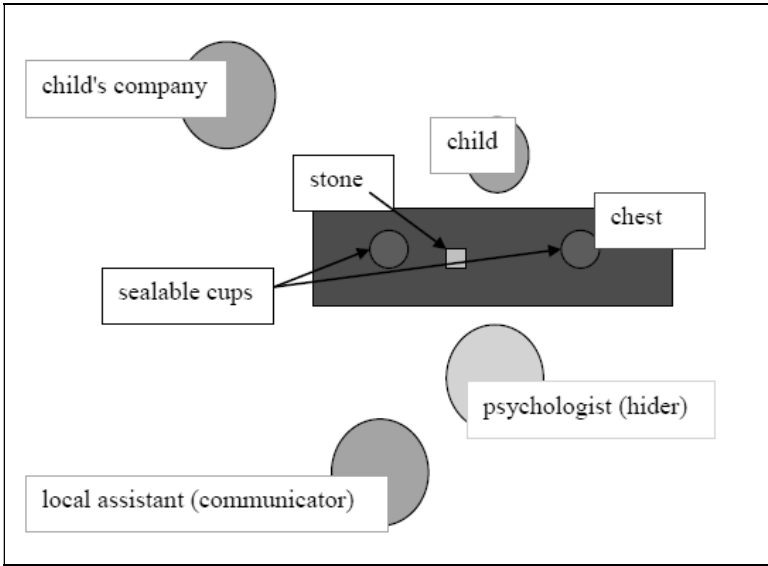 child's company
child
stone
chest
sealable cups
psychologist (hider)
local assistant (communicator)